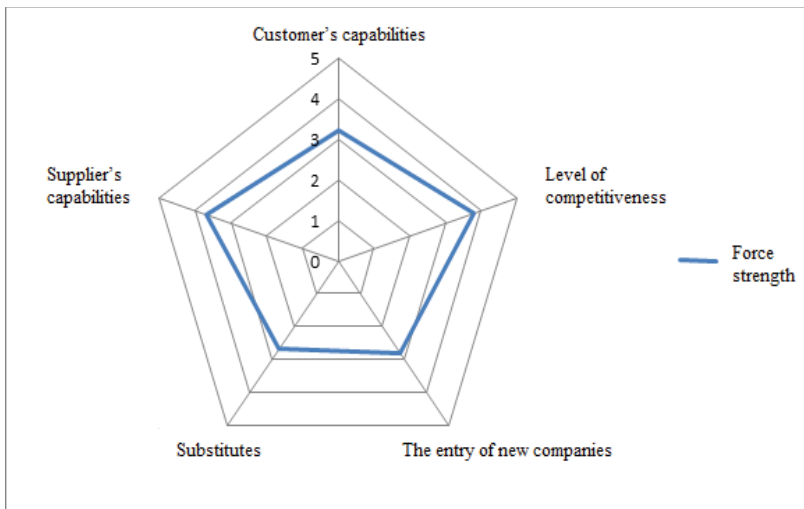 Customer’s capabilities
5
4
3
2
1
0
Supplier’s
capabilities
Level of
competitiveness
Force
strength
Substitutes
The entry of new companies